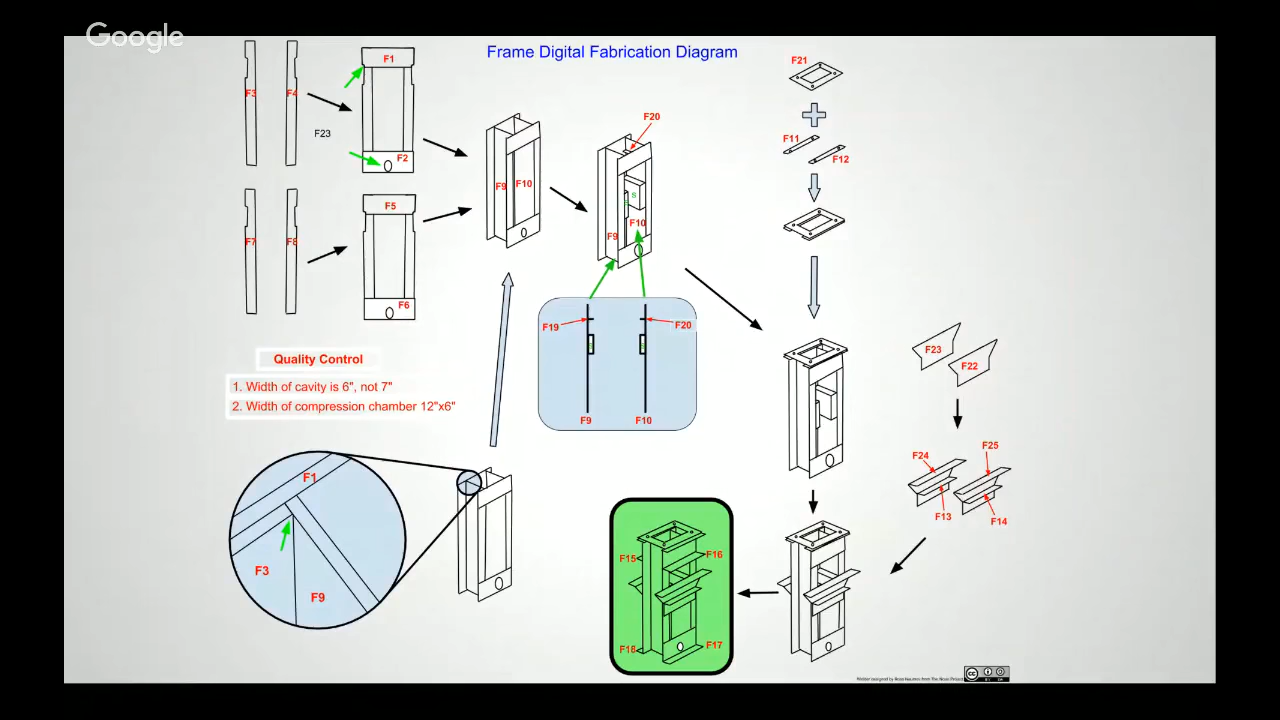 Google
Frame Digital Fabrication Diagram
F3
F4
F1
F23
F2
F7
F8
F5
F6
F9
F10
F20
S
F9
F10
F21
F11
F12
F19
F20
F9
F10
Quality Control
1. Width of cavity is 6", not 7"
2. Width of compression chamber 12"x6"
F1
F3
F9
F23
F22
F24
F25
F13
F14
F15
F16
F18
F17